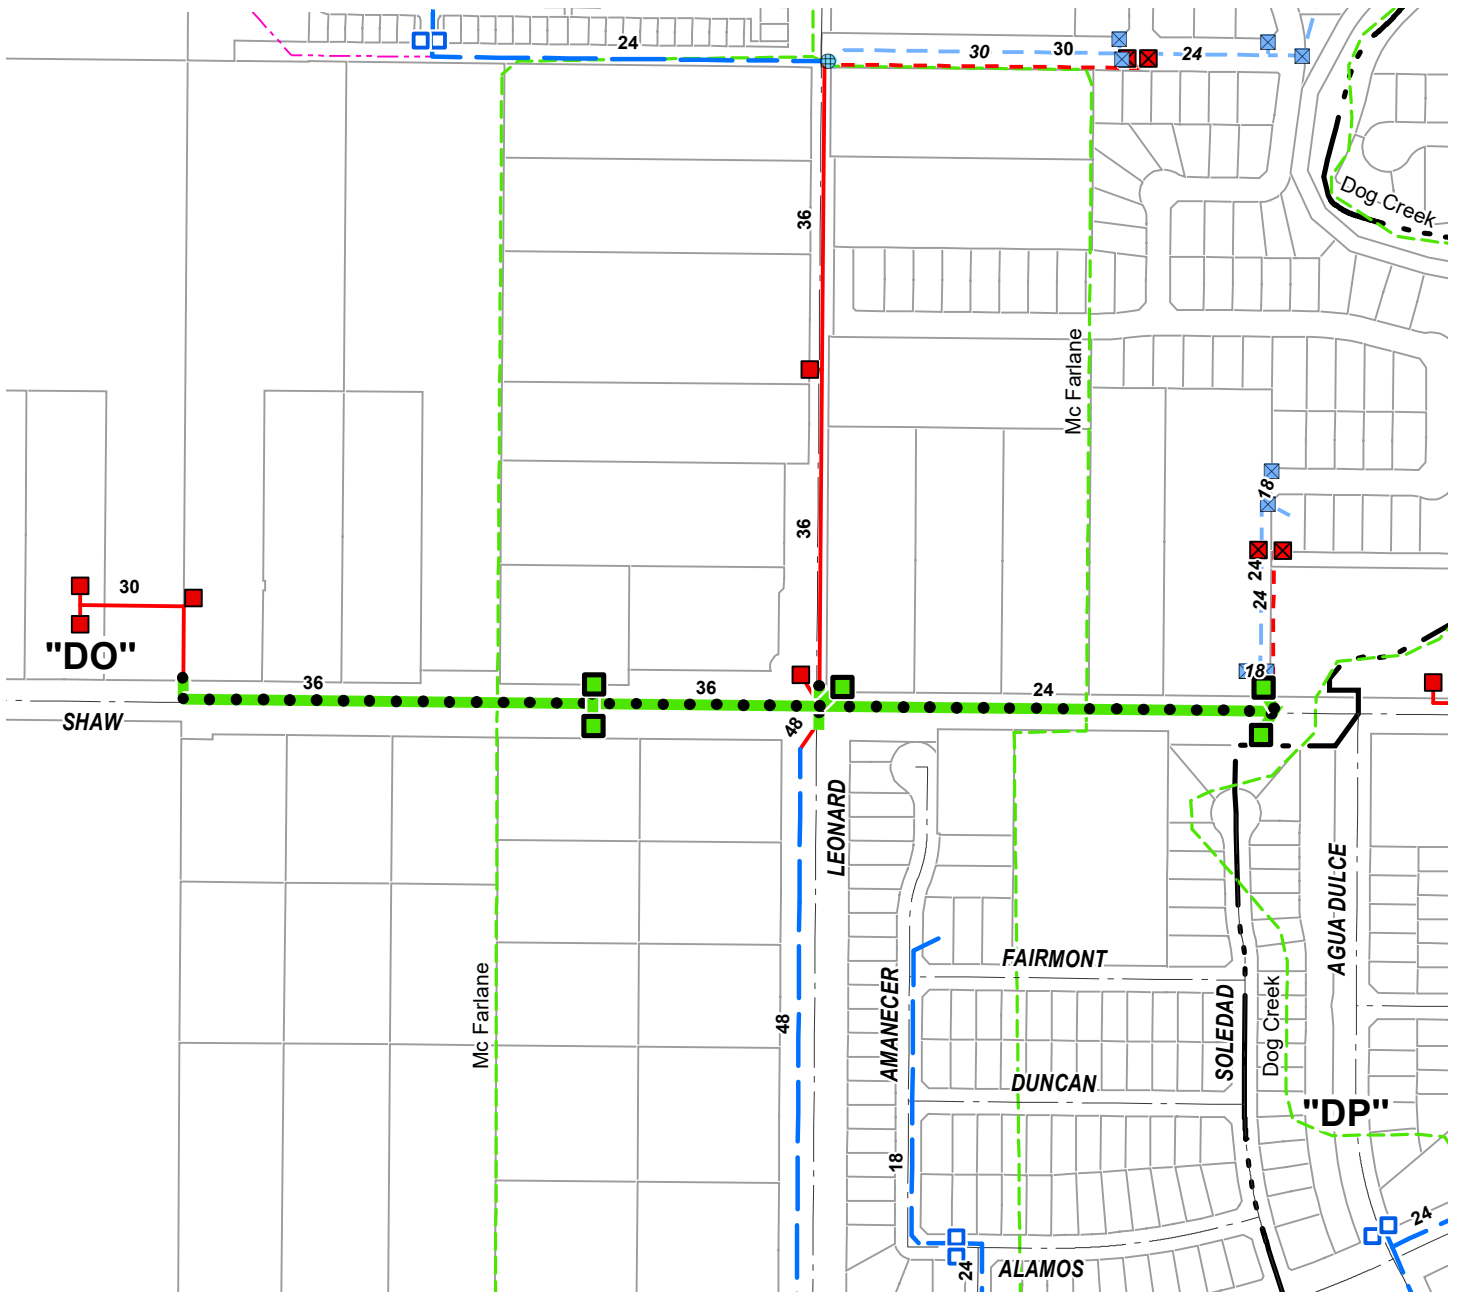 24
30
30
24
Dog Creek
36
Mc Farlane
18
36
24
24
30
"DO"
18
36
36
24
SHAW
48
LEONARD
AGUA DULCE
FAIRMONT
Mc Farlane
AMANECER
SOLEDAD
Dog Creek
48
DUNCAN
"DP"
18
24
24
ALAMOS